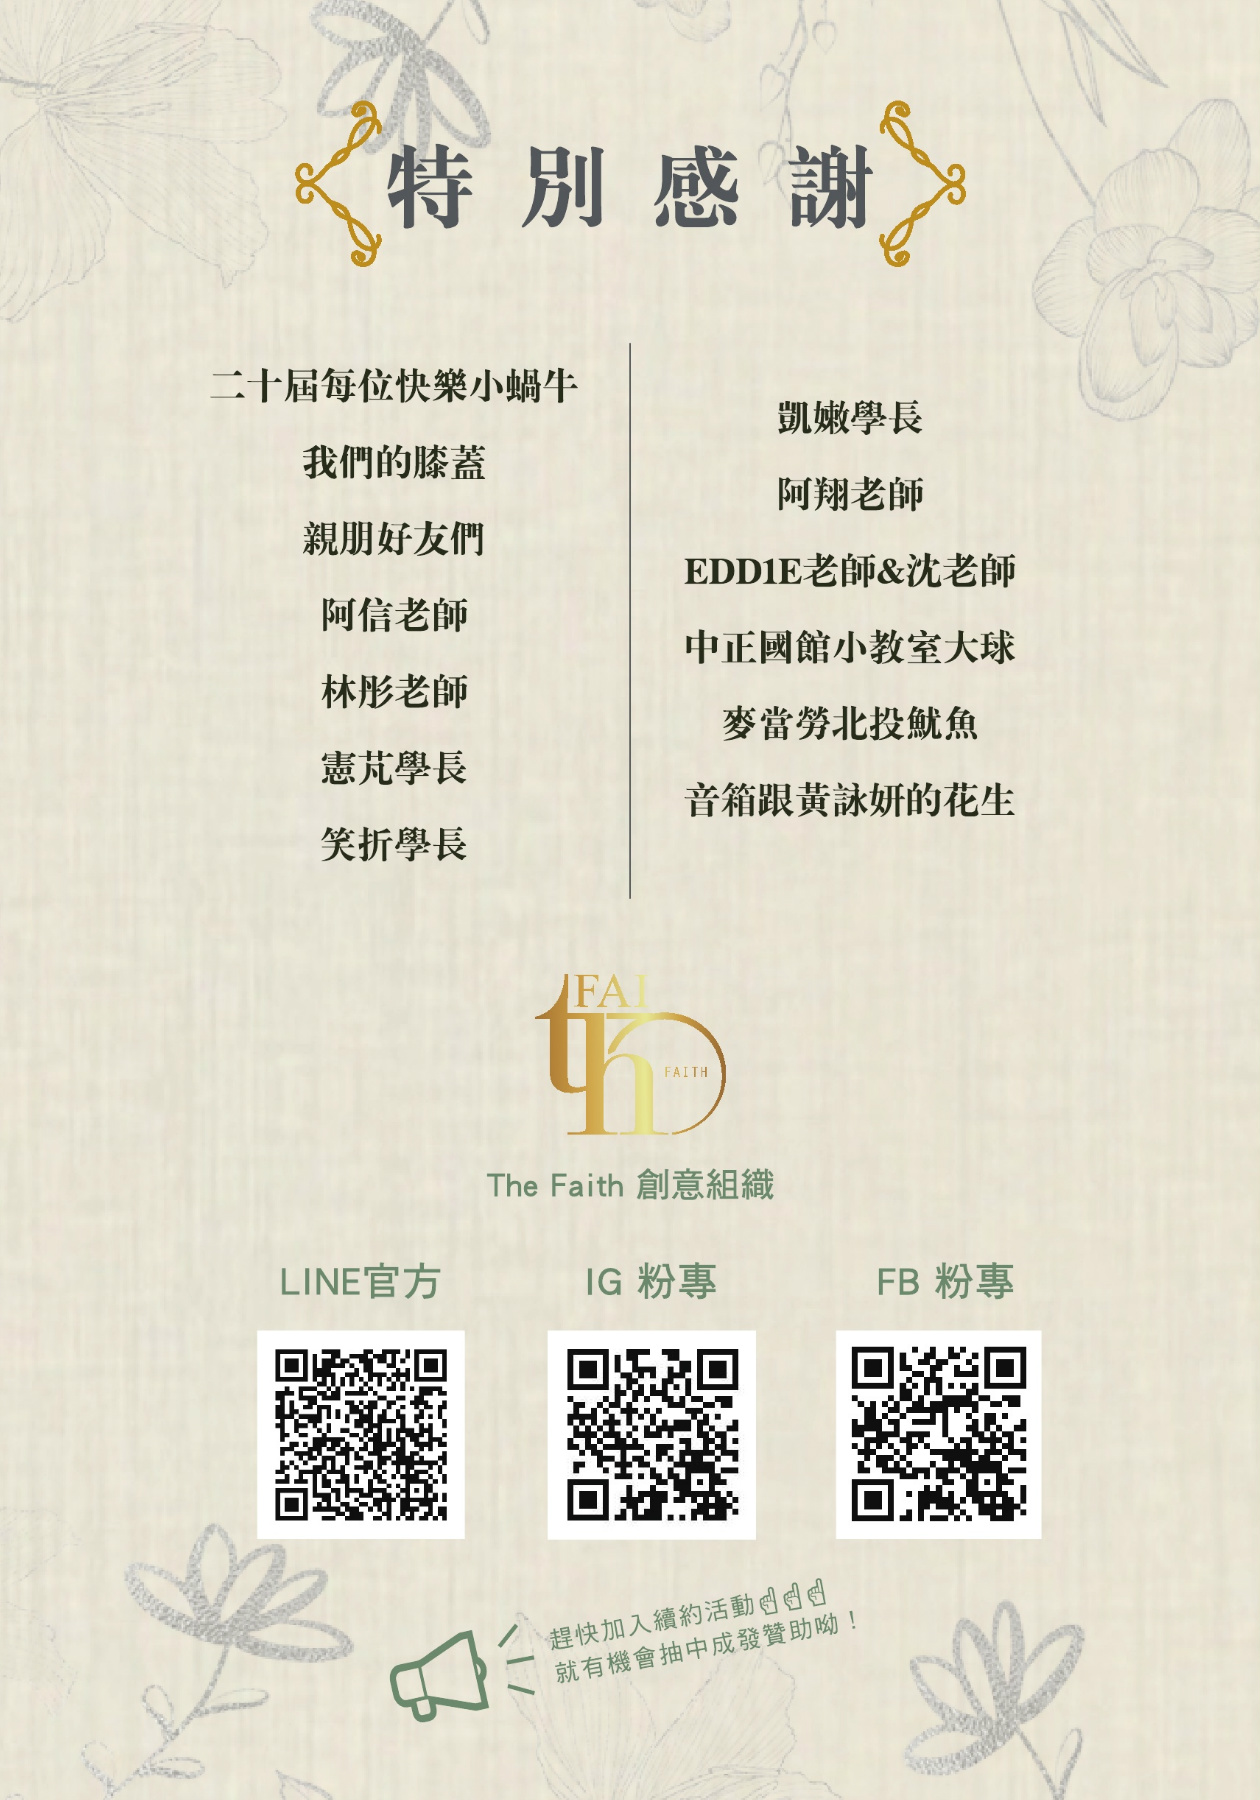 特別感謝
二十屆每位快樂小蝸牛
我們的膝蓋
親朋好友們
阿信老師
林彤老師
憲芃學長
笑折學長
凱嫩學長
阿翔老師
EDD1E老師&沈老師
中正國館小教室大球
麥當勞北投魷魚
音箱跟黃詠妍的花生
FAI
th
FAITH
The Faith 創意組織
LINE官方
IG 粉專
FB 粉專
趕快加入續約活動☝☝☝
就有機會抽中成發贊助呦！